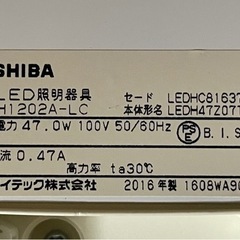 SHIBA
LED照明器具
H1202A-LC
セード LEDHC81637
本体形名 LEDH47Z07
電力 47.0W 100V 50/60Hz
PSE
B.I.S
流 0.47A
高力率 ta30℃
イテック株式会社
2016年製 1608WA90